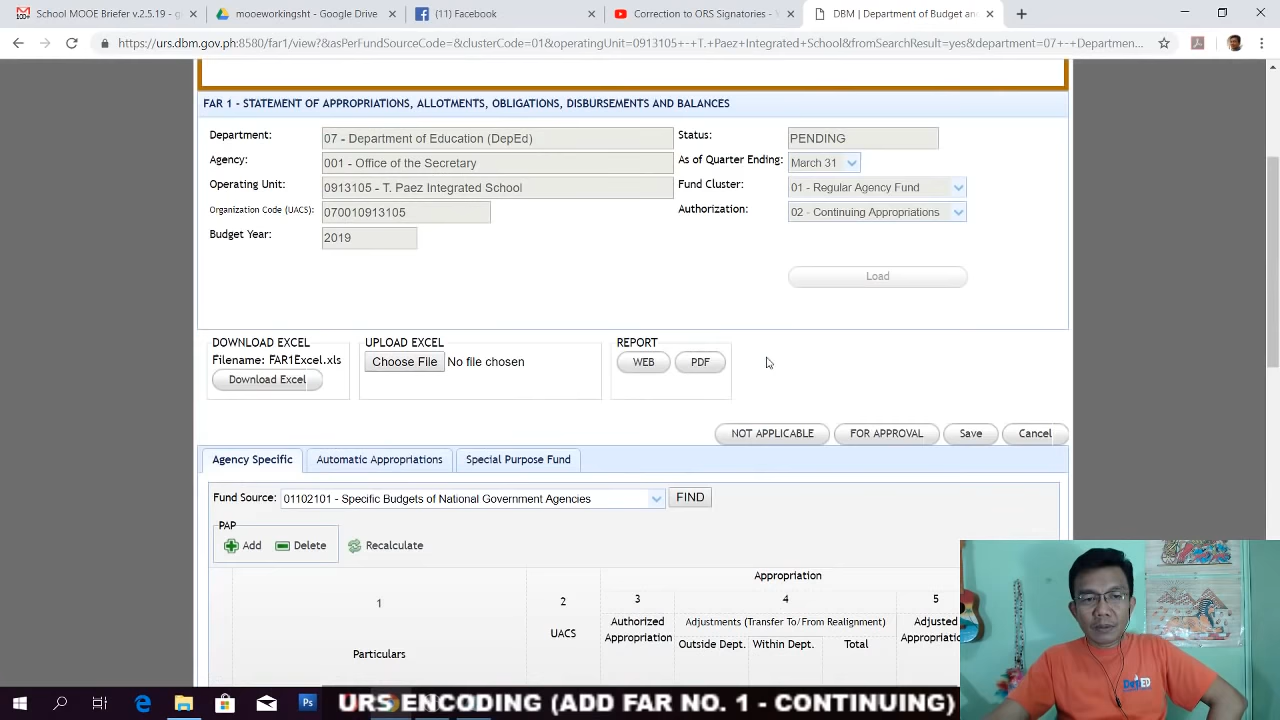 School MOOE Briefer v.2.5.19 - g
mooeworkingsht - Google Drive
(11) Facebook
Correction to ORS Signatories - Y
DBM | Department of Budget an
https://urs.dbm.gov.ph:8580/far1/view?&asPerFundSourceCode=&clusterCode=01&operatingUnit=0913105+-+T.+Paez+Integrated+School&fromSearchResult=yes&department=07+-+Departmen...
FAR 1 - STATEMENT OF APPROPRIATIONS, ALLOTMENTS, OBLIGATIONS, DISBURSEMENTS AND BALANCES
Department: 07 - Department of Education (DepEd) Status: PENDING
Agency: 001 - Office of the Secretary As of Quarter Ending: March 31
Operating Unit: 0913105 - T. Paez Integrated School Fund Cluster: 01 - Regular Agency Fund
Organization Code (UACS): 070010913105 Authorization: 02 - Continuing Appropriations
Budget Year: 2019
Load
DOWNLOAD EXCEL UPLOAD EXCEL REPORT
Filename: FAR1Excel.xls Choose File No file chosen WEB PDF
Download Excel
NOT APPLICABLE FOR APPROVAL Save Cancel
Agency Specific Automatic Appropriations Special Purpose Fund
Fund Source: 01102101 - Specific Budgets of National Government Agencies FIND
PAP
Add Delete Recalculate
Appropriation
1 2 3 4 5
Particulars UACS Authorized Appropriation Adjustments (Transfer To/From Realignment) Adjusted
Outside Dept. Within Dept. Total
DepED
URS ENCODING (ADD FAR NO. 1 - CONTINUING)